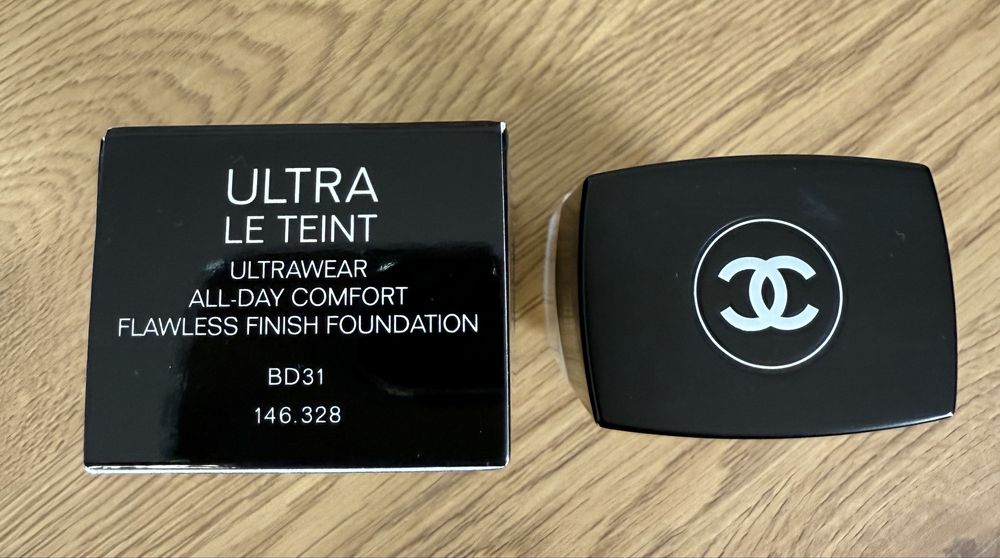 ULTRA
LE TEINT
ULTRAWEAR
ALL-DAY COMFORT
FLAWLESS FINISH FOUNDATION
BD31
146.328